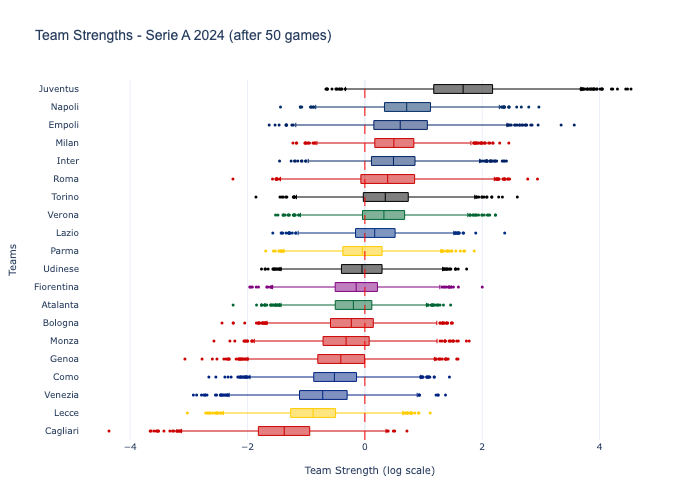 Team Strengths - Serie A 2024 (after 50 games)
Juventus
Napoli
Empoli
Milan
Inter
Roma
Torino
Verona
Lazio
Parma
Udinese
Fiorentina
Atalanta
Bologna
Monza
Genoa
Como
Venezia
Lecce
Cagliari
Teams
−4 −2 0 2 4
Team Strength (log scale)